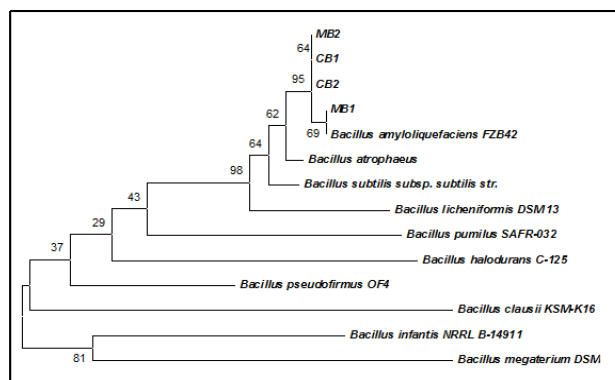 MB2
64
CB1
95
CB2
MB1
62
69
Bacillus amyloliquefaciens FZB42
64
Bacillus atrophaeus
98
Bacillus subtilis subsp. subtilis str.
43
Bacillus licheniformis DSM 13
29
Bacillus pumilus SAFR-032
37
Bacillus halodurans C-125
Bacillus pseudofirmus OF4
Bacillus clausii KSM-K16
Bacillus infantis NRRL B-14911
81
Bacillus megaterium DSM